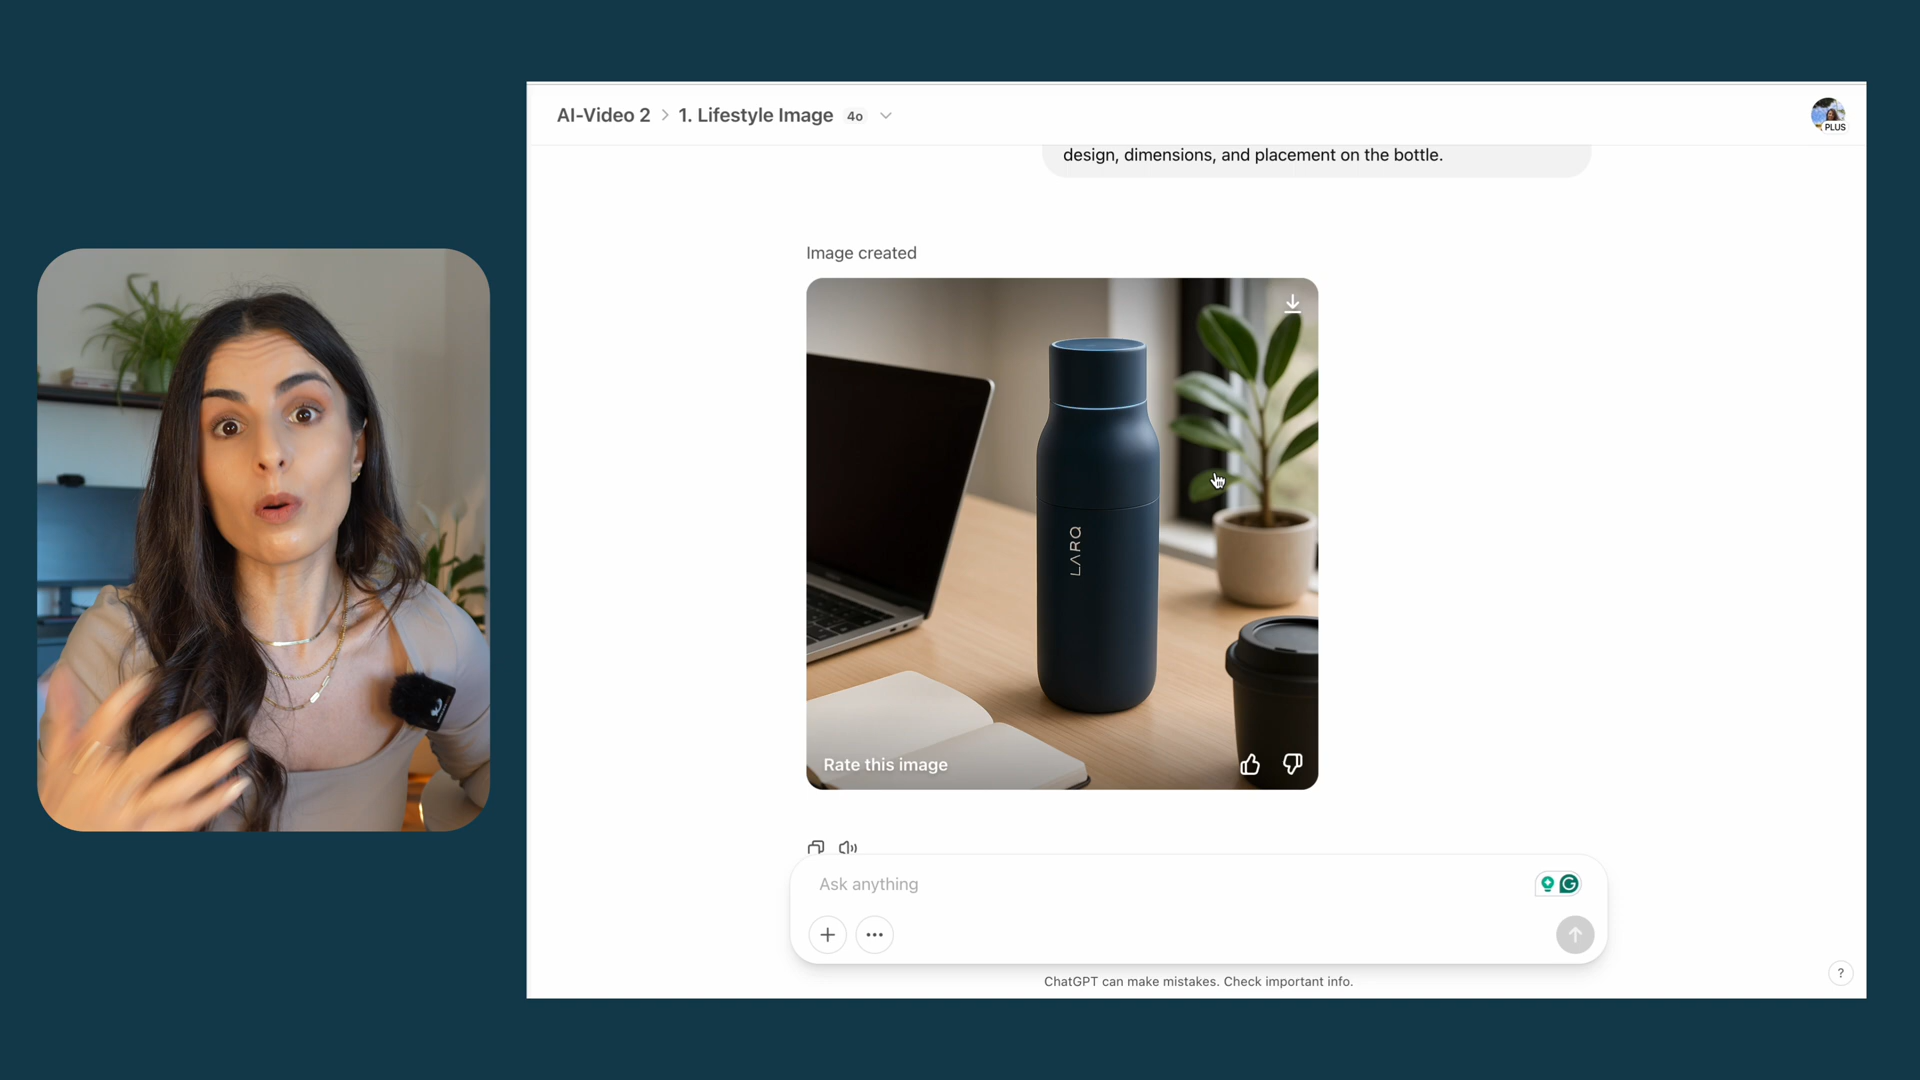 AI-Video 2 > 1. Lifestyle Image 4o
PLUS
design, dimensions, and placement on the bottle.
Image created
LARQ
Rate this image
Ask anything
ChatGPT can make mistakes. Check important info.
?